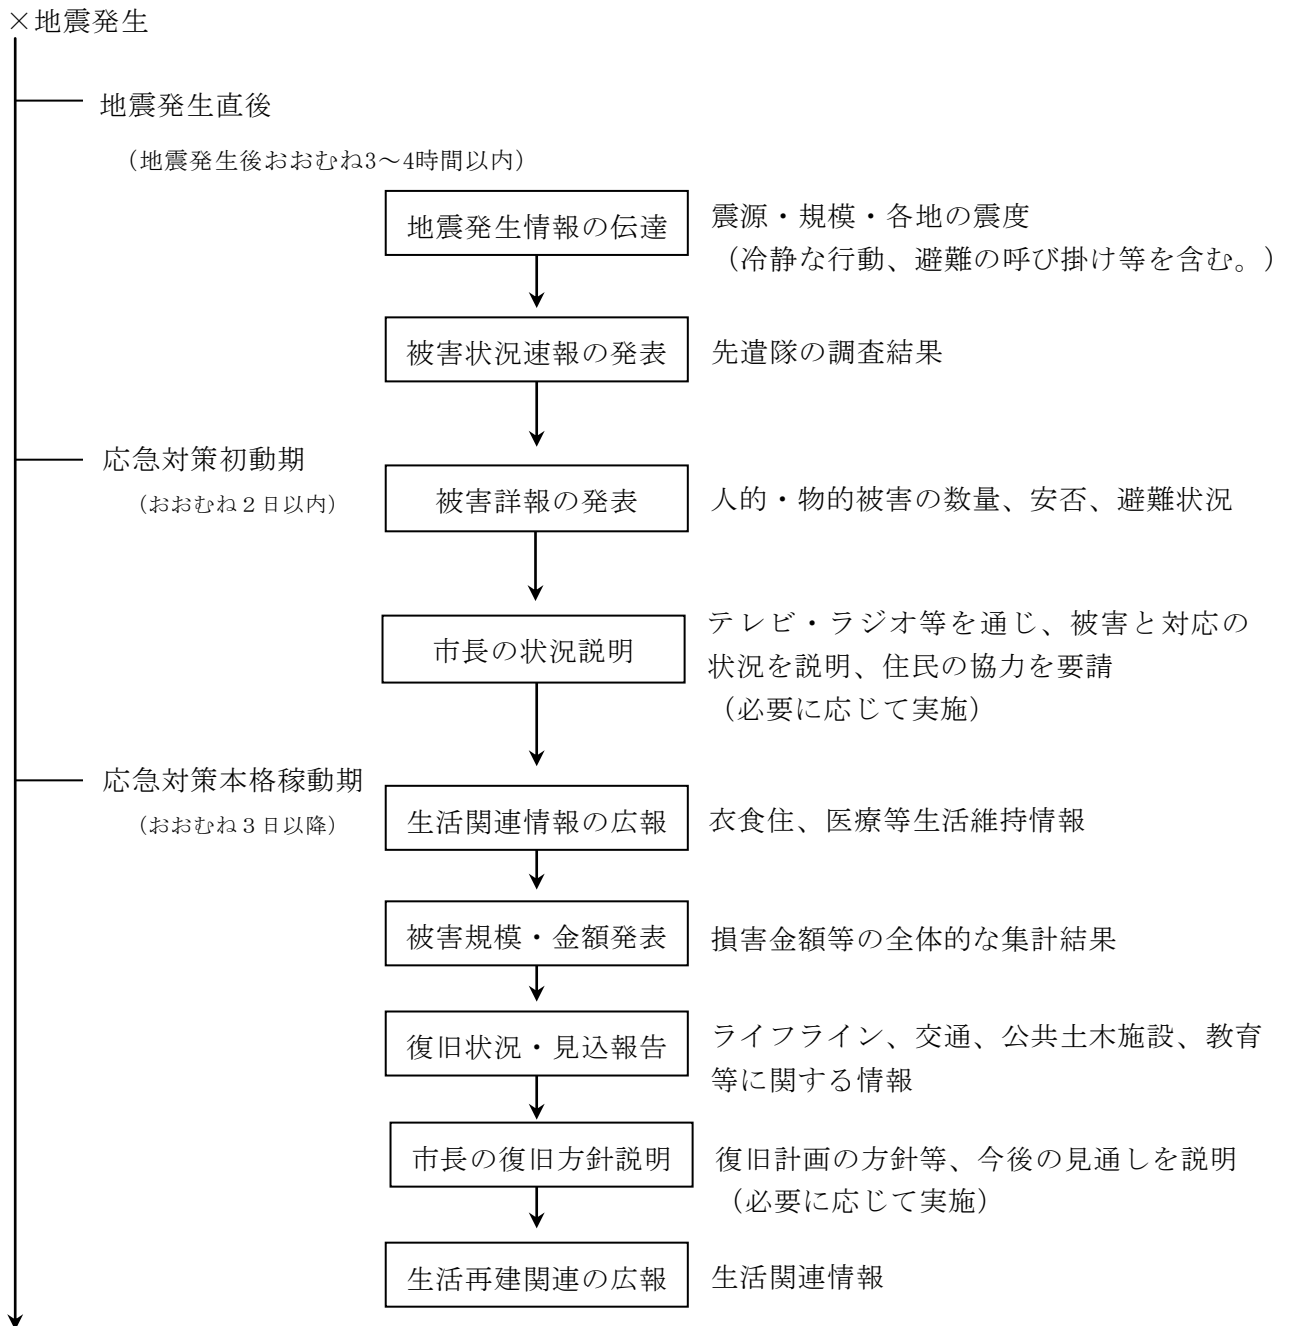 ×地震発生
地震発生直後
（地震発生後おおむね3～4時間以内）
地震発生情報の伝達
震源・規模・各地の震度
（冷静な行動、避難の呼び掛け等を含む。）
被害状況速報の発表
先遣隊の調査結果
応急対策初動期
（おおむね２日以内）
被害詳報の発表
人的・物的被害の数量、安否、避難状況
市長の状況説明
テレビ・ラジオ等を通じ、被害と対応の
状況を説明、住民の協力を要請
（必要に応じて実施）
応急対策本格稼動期
（おおむね３日以降）
生活関連情報の広報
衣食住、医療等生活維持情報
被害規模・金額発表
損害金額等の全体的な集計結果
復旧状況・見込報告
ライフライン、交通、公共土木施設、教育
等に関する情報
市長の復旧方針説明
復旧計画の方針等、今後の見通しを説明
（必要に応じて実施）
生活再建関連の広報
生活関連情報